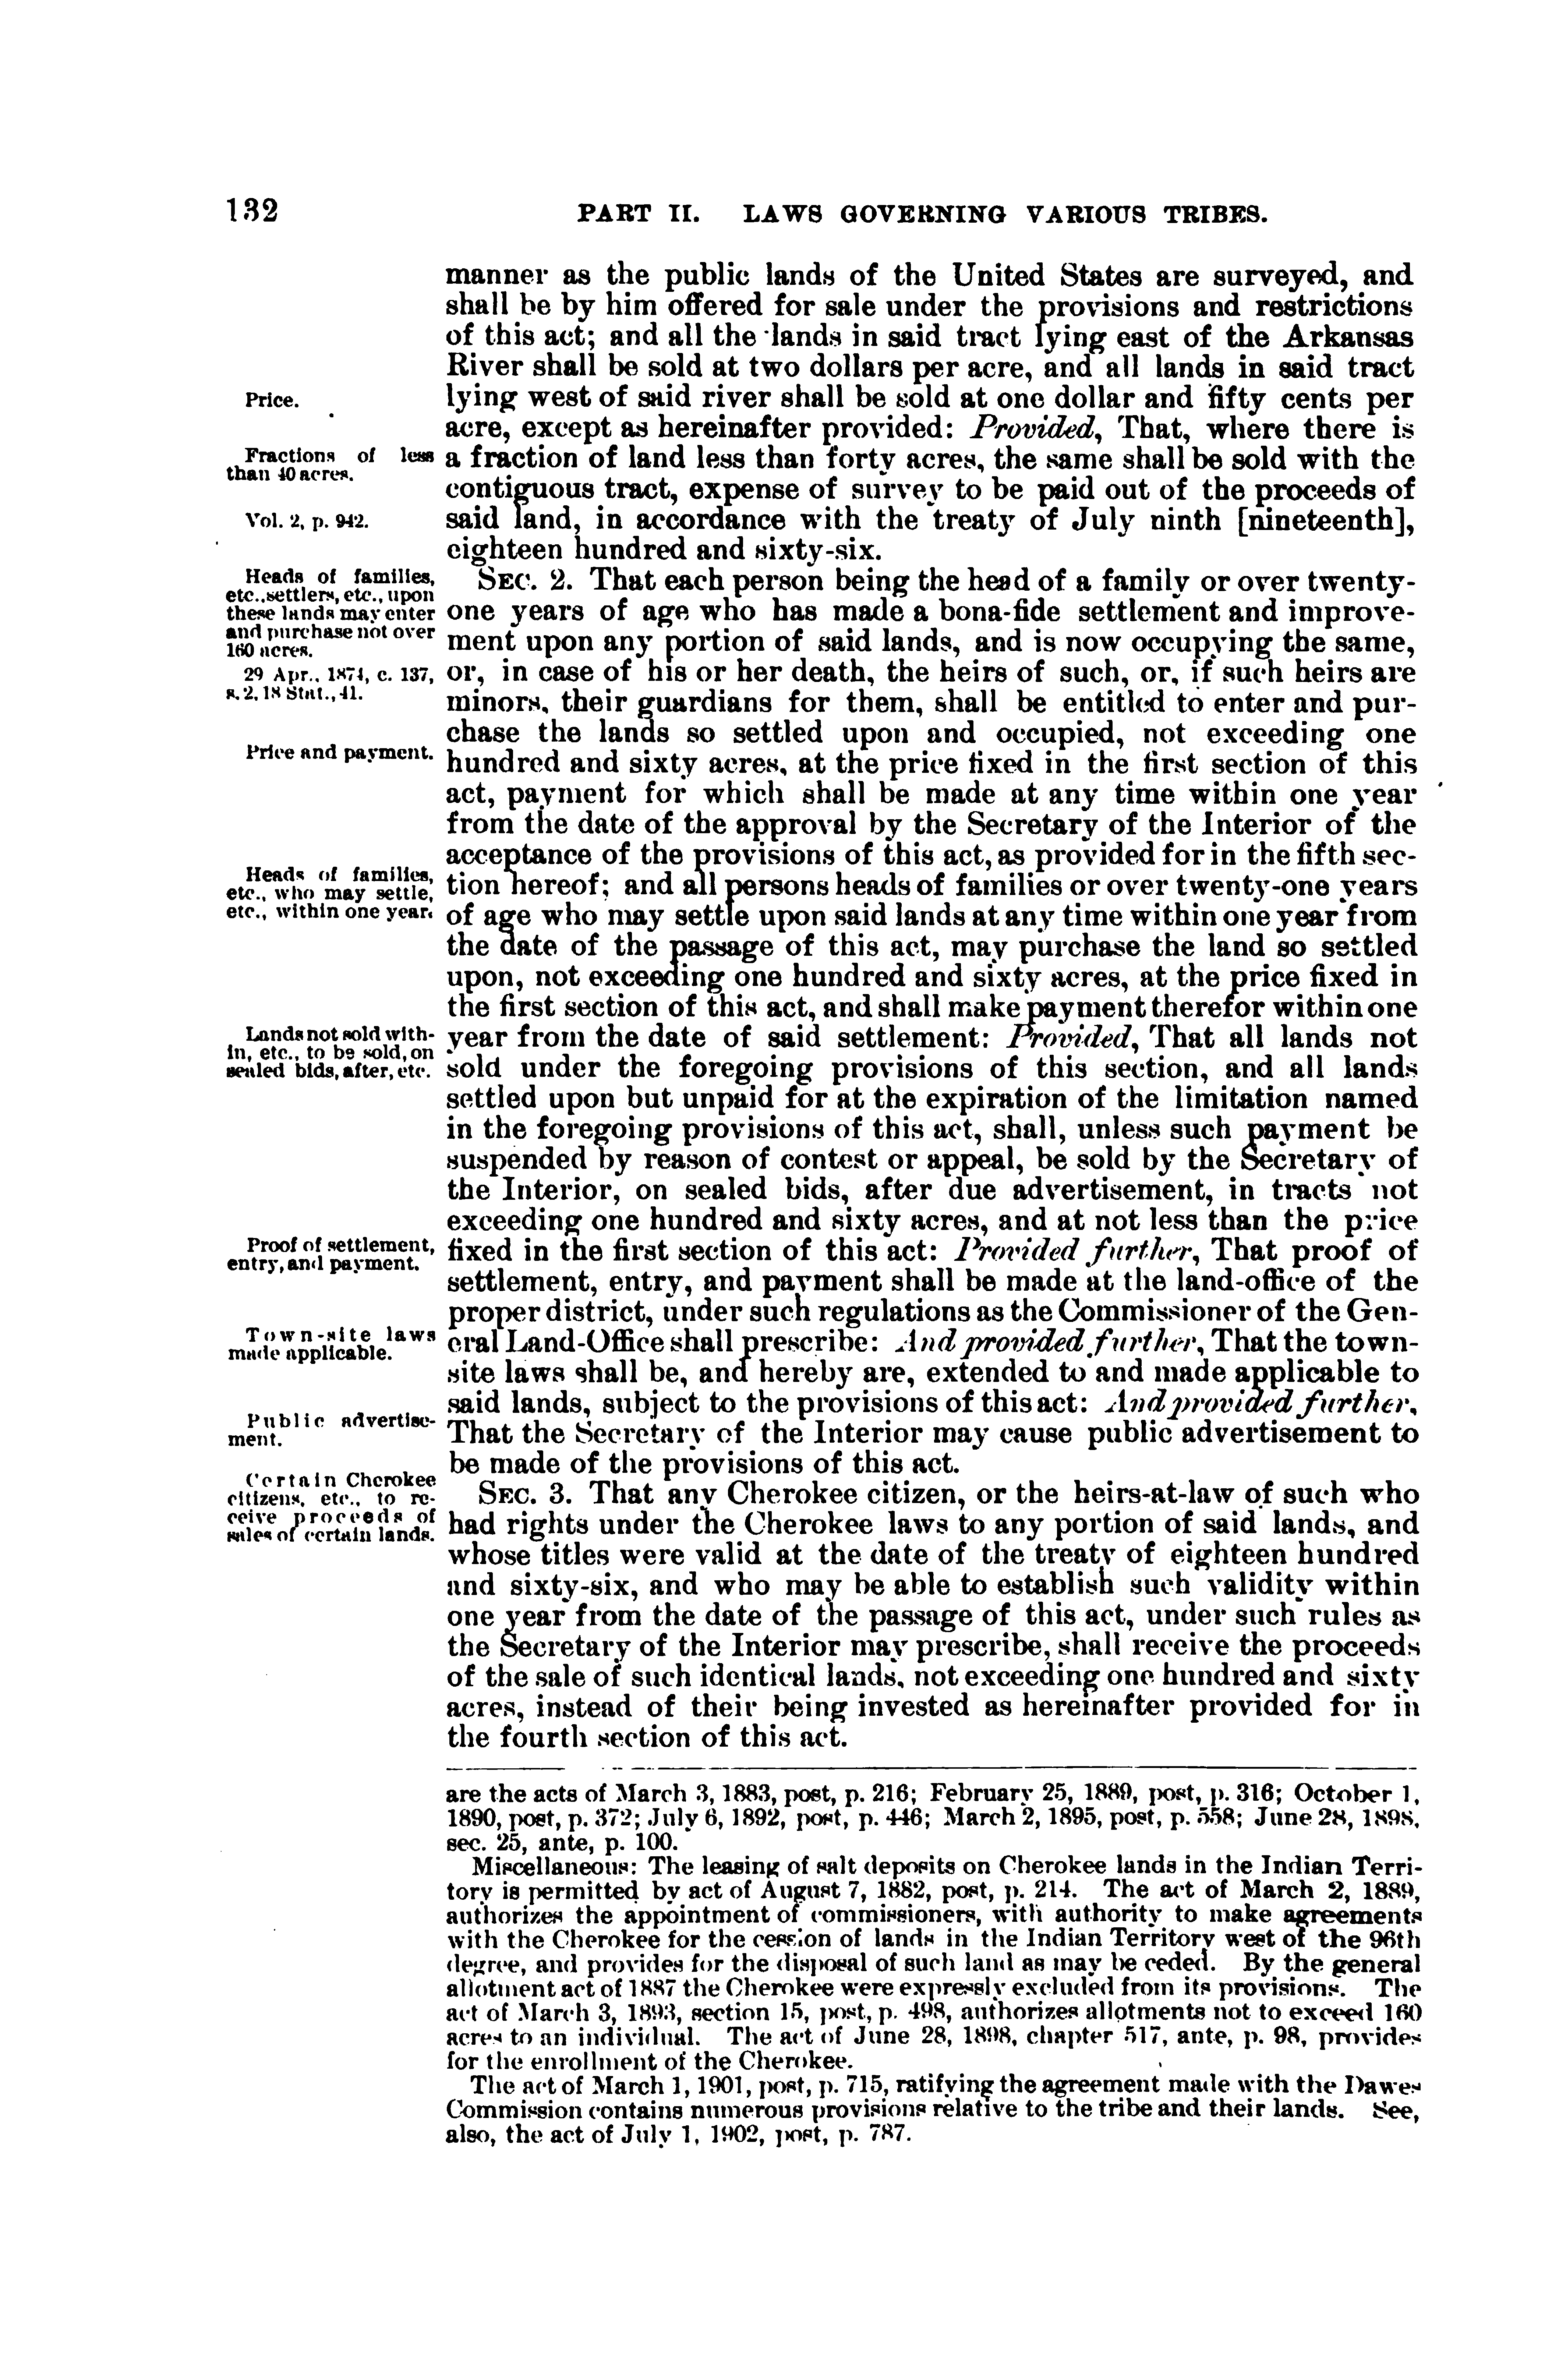 132
PART II. LAWS GOVERNING VARIOUS TRIBES.
manner as the public lands of the United States are surveyed, and
shall be by him offered for sale under the provisions and restrictions
of this act; and all the lands in said tract lying east of the Arkansas
River shall be sold at two dollars per acre, and all lands in said tract
Price.
lying west of said river shall be sold at one dollar and fifty cents per
acre, except as hereinafter provided: Provided, That, where there is
Fractions of less
than 40 acres.
a fraction of land less than forty acres, the same shall be sold with the
contiguous tract, expense of survey to be paid out of the proceeds of
Vol. 2, p. 942.
said land, in accordance with the treaty of July ninth [nineteenth],
eighteen hundred and sixty-six.
Heads of families,
etc., settlers, etc., upon
these lands may enter
and purchase not over
160 acres.
29 Apr., 1874, c. 137,
s. 2, 18 Stat., 41.
SEC. 2. That each person being the head of a family or over twenty-
one years of age who has made a bona-fide settlement and improve-
ment upon any portion of said lands, and is now occupying the same,
or, in case of his or her death, the heirs of such, or, if such heirs are
minors, their guardians for them, shall be entitled to enter and pur-
chase the lands so settled upon and occupied, not exceeding one
Price and payment.
hundred and sixty acres, at the price fixed in the first section of this
act, payment for which shall be made at any time within one year
from the date of the approval by the Secretary of the Interior of the
acceptance of the provisions of this act, as provided for in the fifth sec-
Heads of families,
etc., who may settle,
etc., within one year.
tion hereof; and all persons heads of families or over twenty-one years
of age who may settle upon said lands at any time within one year from
the date of the passage of this act, may purchase the land so settled
upon, not exceeding one hundred and sixty acres, at the price fixed in
the first section of this act, and shall make payment therefor within one
Lands not sold with-
in, etc., to be sold, on
sealed bids, after, etc.
year from the date of said settlement: Provided, That all lands not
sold under the foregoing provisions of this section, and all lands
settled upon but unpaid for at the expiration of the limitation named
in the foregoing provisions of this act, shall, unless such payment be
suspended by reason of contest or appeal, be sold by the Secretary of
the Interior, on sealed bids, after due advertisement, in tracts not
exceeding one hundred and sixty acres, and at not less than the price
Proof of settlement,
entry, and payment.
fixed in the first section of this act: Provided further, That proof of
settlement, entry, and payment shall be made at the land-office of the
proper district, under such regulations as the Commissioner of the Gen-
Town-site laws
made applicable.
eral Land-Office shall prescribe: And provided further, That the town-
site laws shall be, and hereby are, extended to and made applicable to
said lands, subject to the provisions of this act: And provided further,
Public advertise-
ment.
That the Secretary of the Interior may cause public advertisement to
be made of the provisions of this act.
Certain Cherokee
citizens, etc., to re-
ceive proceeds of
sales of certain lands.
SEC. 3. That any Cherokee citizen, or the heirs-at-law of such who
had rights under the Cherokee laws to any portion of said lands, and
whose titles were valid at the date of the treaty of eighteen hundred
and sixty-six, and who may be able to establish such validity within
one year from the date of the passage of this act, under such rules as
the Secretary of the Interior may prescribe, shall receive the proceeds
of the sale of such identical lands, not exceeding one hundred and sixty
acres, instead of their being invested as hereinafter provided for in
the fourth section of this act.
are the acts of March 3, 1883, post, p. 216; February 25, 1889, post, p. 316; October 1,
1890, post, p. 372; July 6, 1892, post, p. 446; March 2, 1895, post, p. 558; June 28, 1898,
sec. 25, ante, p. 100.
Miscellaneous: The leasing of salt deposits on Cherokee lands in the Indian Terri-
tory is permitted by act of August 7, 1882, post, p. 214. The act of March 2, 1889,
authorizes the appointment of commissioners, with authority to make agreements
with the Cherokee for the cession of lands in the Indian Territory west of the 96th
degree, and provides for the disposal of such land as may be ceded. By the general
allotment act of 1887 the Cherokee were expressly excluded from its provisions. The
act of March 3, 1893, section 15, post, p. 498, authorizes allotments not to exceed 160
acres to an individual. The act of June 28, 1898, chapter 517, ante, p. 98, provides
for the enrollment of the Cherokee.
The act of March 1, 1901, post, p. 715, ratifying the agreement made with the Dawes
Commission contains numerous provisions relative to the tribe and their lands. See,
also, the act of July 1, 1902, post, p. 787.